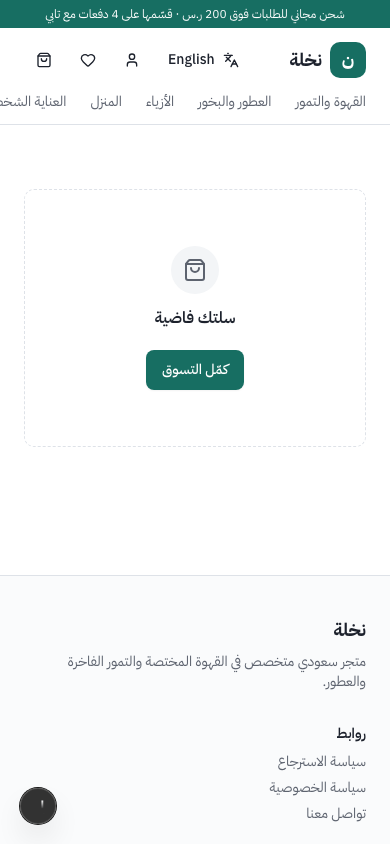 شحن مجاني للطلبات فوق 200 ر.س · قسّمها على 4 دفعات مع تابي
ن
نخلة
English
القهوة والتمور
العطور والبخور
الأزياء
المنزل
العناية
سلتك فاضية
كمّل التسوق
نخلة
متجر سعودي متخصص في القهوة المختصة والتمور الفاخرة
والعطور.
روابط
سياسة الاسترجاع
سياسة الخصوصية
تواصل معنا